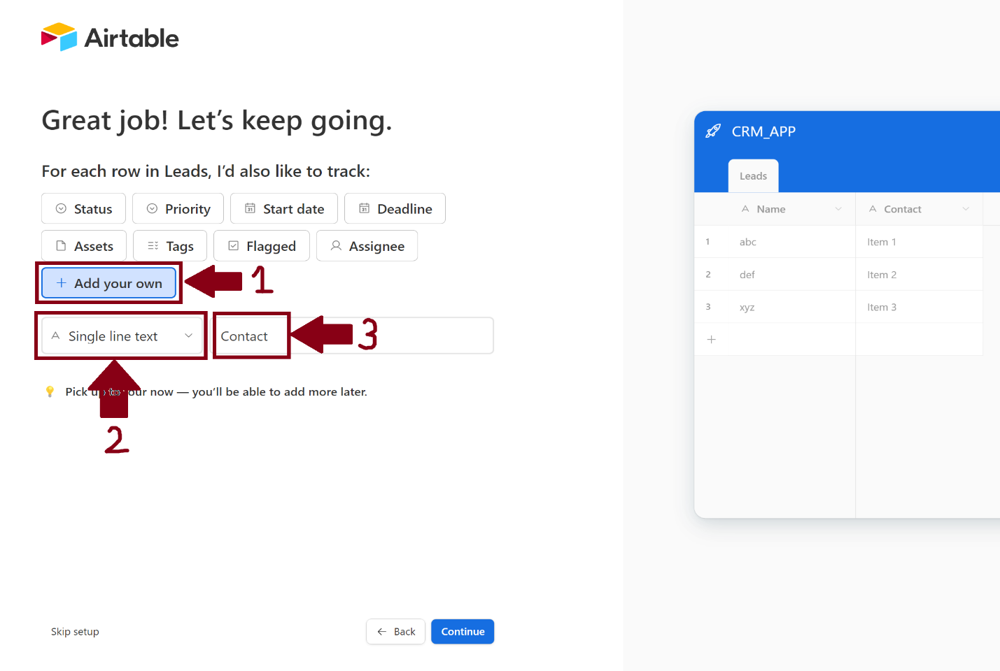 Airtable
Great job! Let’s keep going.
For each row in Leads, I’d also like to track:
Status Priority Start date Deadline
Assets Tags Flagged Assignee
+ Add your own 1
A Single line text Contact 3
Pick up to four now — you’ll be able to add more later.
2
Skip setup
← Back Continue
CRM_APP
Leads
A Name A Contact
1 abc Item 1
2 def Item 2
3 xyz Item 3
+